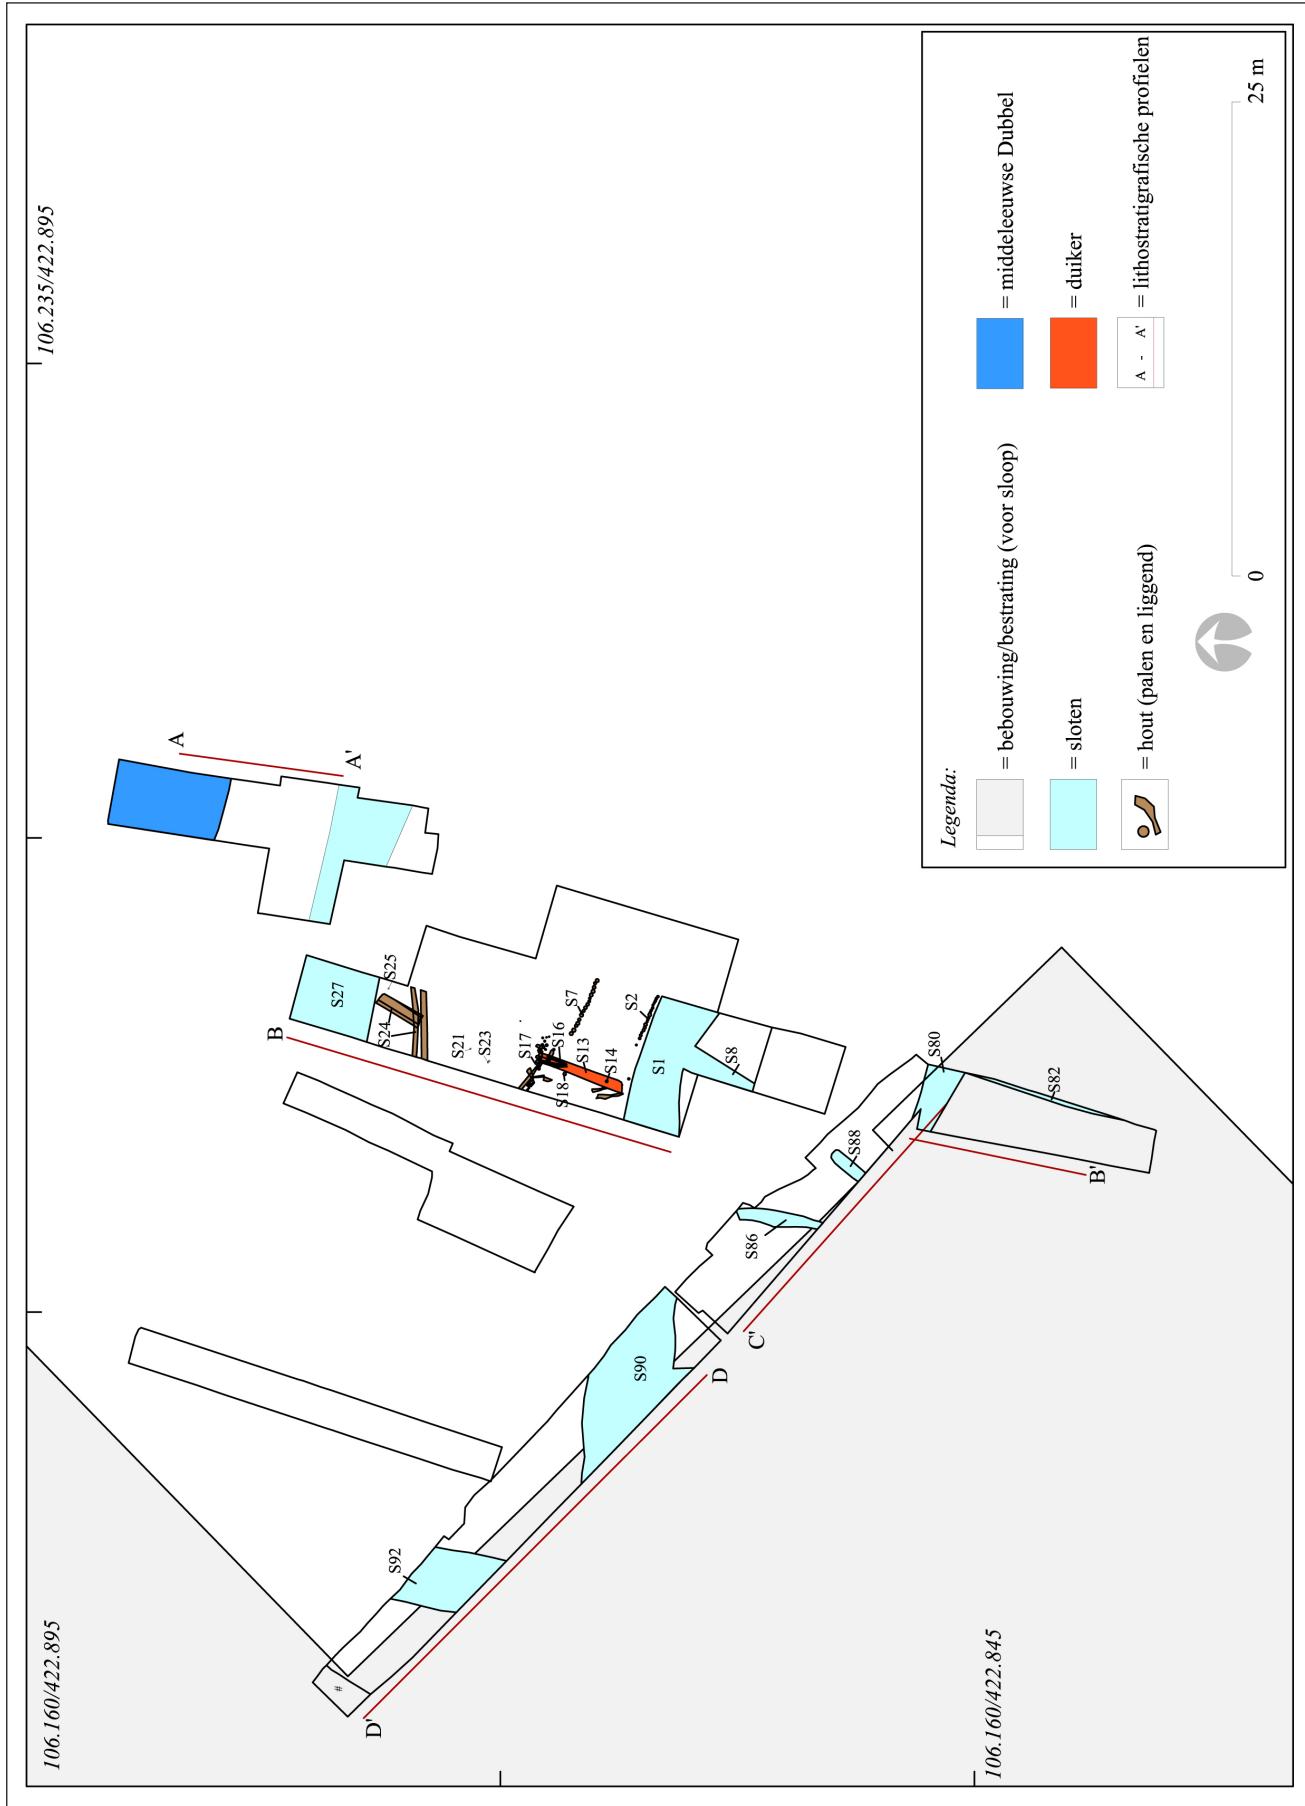 106.160/422.895
106.235/422.895
A
A'
B
S27
S25
S24
S21
S23
S17
S16
S13
S14
S18
S7
S2
S1
S8
S80
S82
B'
S88
S86
C'
S90
D
S92
#
D'
106.160/422.845
Legenda:
= bebouwing/bestrating (voor sloop)
= middeleeuwse Dubbel
= sloten
= duiker
= hout (palen en liggend)
A - A'
= lithostratigrafische profielen
0
25 m